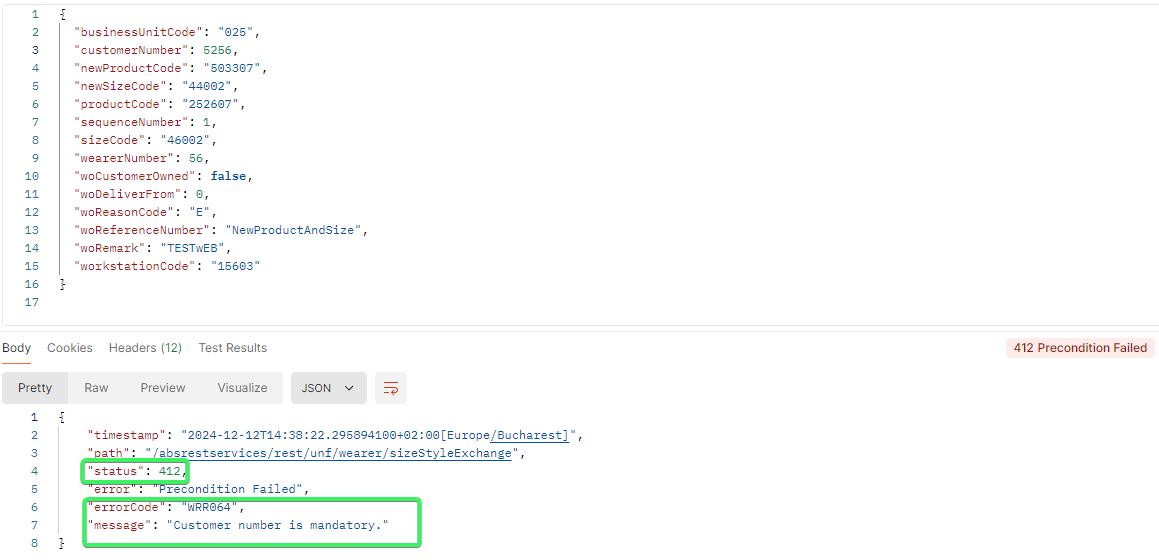 1 {
2 "businessUnitCode": "025",
3 "customerNumber": 5256,
4 "newProductCode": "503307",
5 "newSizeCode": "44002",
6 "productCode": "252607",
7 "sequenceNumber": 1,
8 "sizeCode": "46002",
9 "wearerNumber": 56,
10 "woCustomerOwned": false,
11 "woDeliverFrom": 0,
12 "woReasonCode": "E",
13 "woReferenceNumber": "NewProductAndSize",
14 "woRemark": "TESTwEB",
15 "workstationCode": "15603"
16 }
17
Body Cookies Headers (12) Test Results 412 Precondition Failed
Pretty Raw Preview Visualize JSON
1 {
2 "timestamp": "2024-12-12T14:38:22.295894100+02:00[Europe/Bucharest]",
3 "path": "/absrestservices/rest/unf/wearer/sizeStyleExchange",
4 "status": 412,
5 "error": "Precondition Failed",
6 "errorCode": "WRR064",
7 "message": "Customer number is mandatory."
8 }